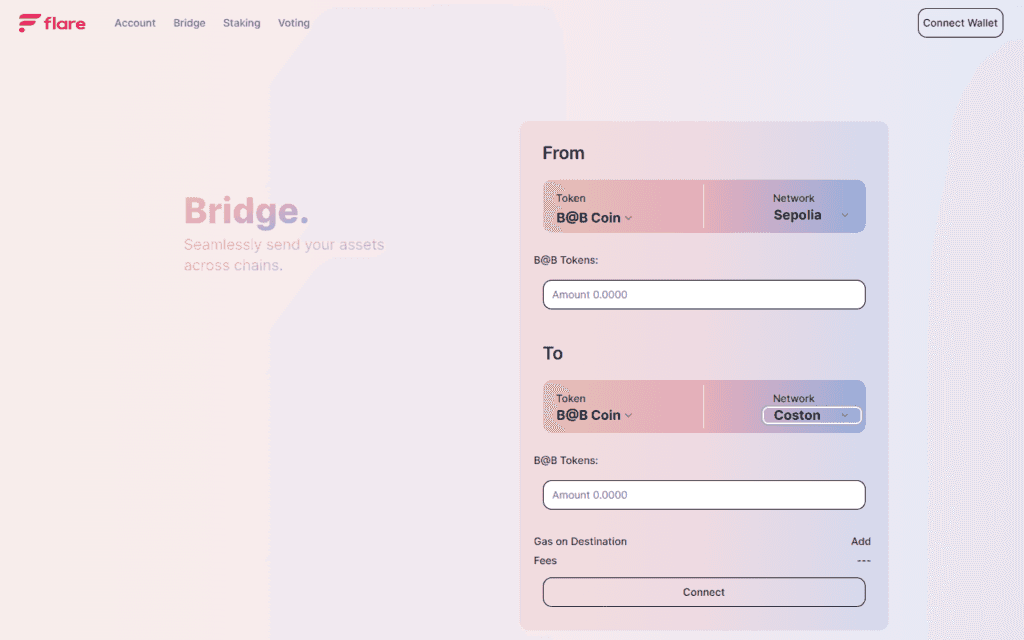 flare Account Bridge Staking Voting Connect Wallet
Bridge.
Seamlessly send your assets
across chains.
From
Token Network
B@B Coin Sepolia
B@B Tokens:
Amount 0.0000
To
Token Network
B@B Coin Coston
B@B Tokens:
Amount 0.0000
Gas on Destination Add
Fees ---
Connect